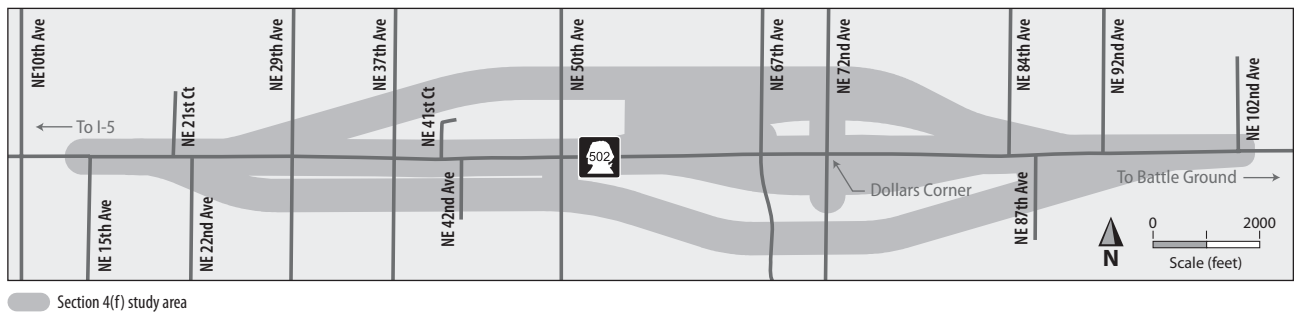 NE10th Ave
NE 29th Ave
NE 37th Ave
NE 50th Ave
NE 67th Ave
NE 72nd Ave
NE 84th Ave
NE 92nd Ave
NE 102nd Ave
NE 21st Ct
NE 41st Ct
To I-5
502
Dollars Corner
To Battle Ground
NE 15th Ave
NE 22nd Ave
NE 42nd Ave
NE 87th Ave
N
0 2000
Scale (feet)
Section 4(f) study area